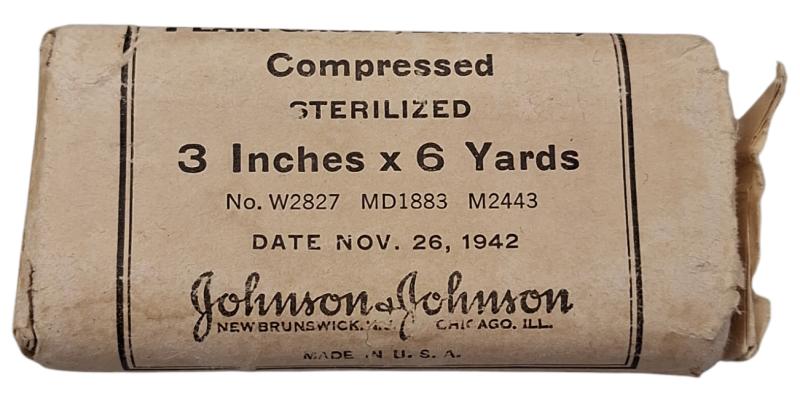 Compressed
STERILIZED
3 Inches x 6 Yards
No. W2827 MD1883 M2443
DATE NOV. 26, 1942
Johnson & Johnson
NEW BRUNSWICK. N.J. CHICAGO. ILL.
MADE IN U. S. A.